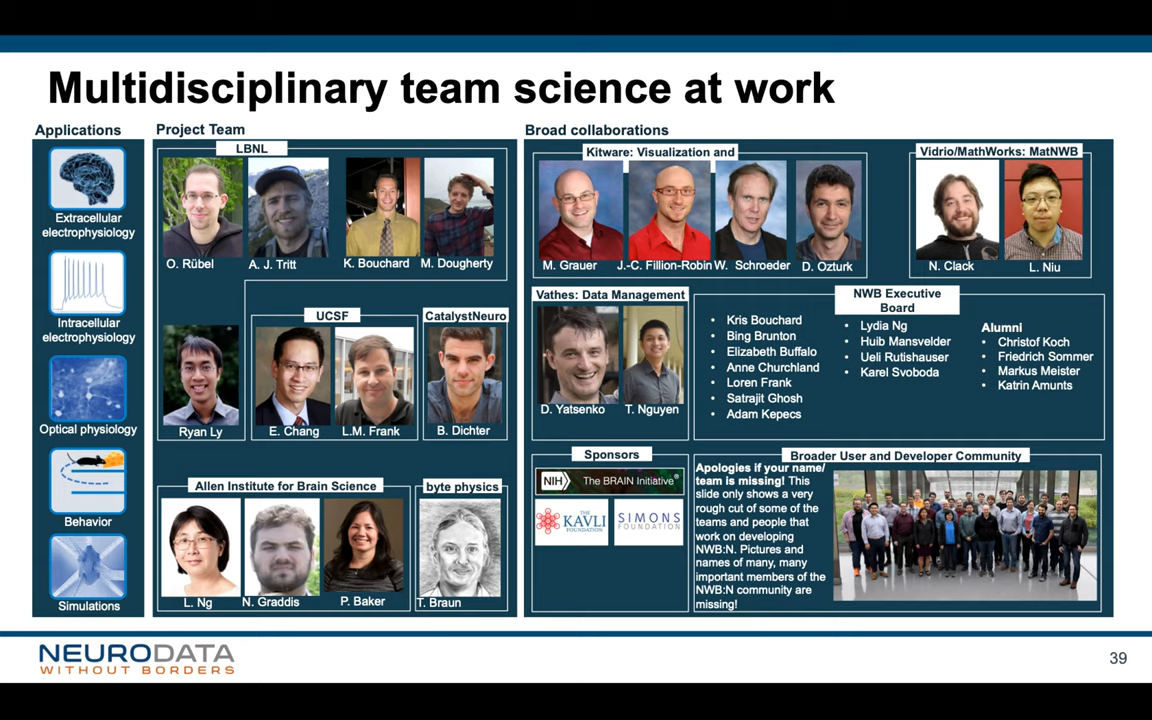 Multidisciplinary team science at work
Applications
Extracellular
electrophysiology
Intracellular
electrophysiology
Optical physiology
Behavior
Simulations
Project Team
LBNL
O. Rübel
A. J. Tritt
K. Bouchard
M. Dougherty
Ryan Ly
UCSF
E. Chang
L.M. Frank
CatalystNeuro
B. Dichter
Allen Institute for Brain Science
L. Ng
N. Graddis
P. Baker
byte physics
T. Braun
Broad collaborations
Kitware: Visualization and
M. Grauer
J.-C. Fillion-Robin
W. Schroeder
D. Ozturk
Vidrio/MathWorks: MatNWB
N. Clack
L. Niu
Vathes: Data Management
D. Yatsenko
T. Nguyen
NWB Executive
Board
• Kris Bouchard
• Bing Brunton
• Elizabeth Buffalo
• Anne Churchland
• Loren Frank
• Satrajit Ghosh
• Adam Kepecs
• Lydia Ng
• Huib Mansvelder
• Ueli Rutishauser
• Karel Svoboda
Alumni
• Christof Koch
• Friedrich Sommer
• Markus Meister
• Katrin Amunts
Sponsors
NIH The BRAIN Initiative®
THE
KAVLI
FOUNDATION
SIMONS
FOUNDATION
Broader User and Developer Community
Apologies if your name/
team is missing! This
slide only shows a very
rough cut of some of the
teams and people that
work on developing
NWB:N. Pictures and
names of many, many
important members of the
NWB:N community are
missing!
NEURODATA
WITHOUT BORDERS
39